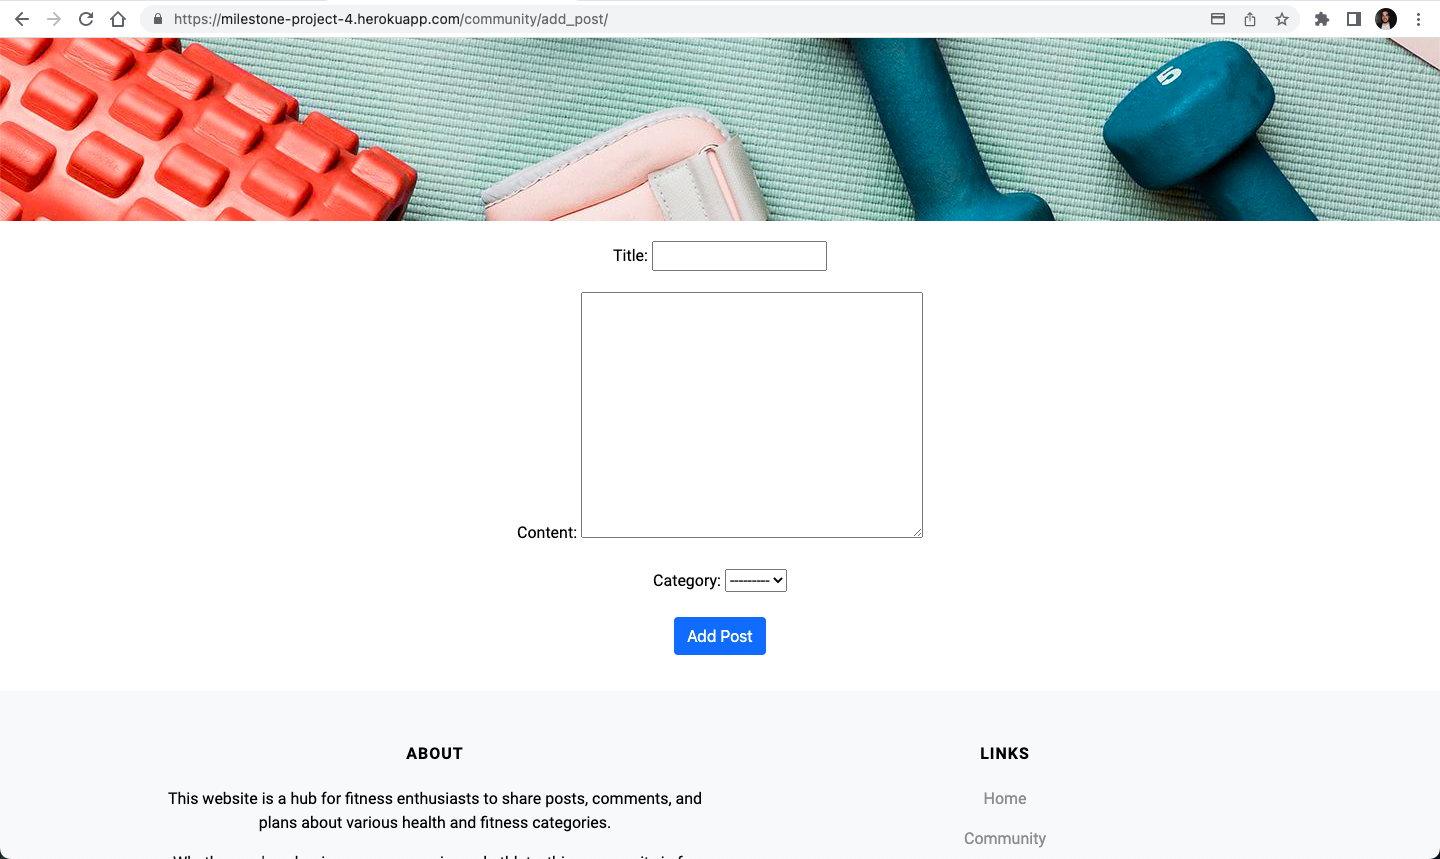 https://milestone-project-4.herokuapp.com/community/add_post/
5
Title:
Content:
Category: ---------
Add Post
ABOUT
This website is a hub for fitness enthusiasts to share posts, comments, and
plans about various health and fitness categories.
LINKS
Home
Community